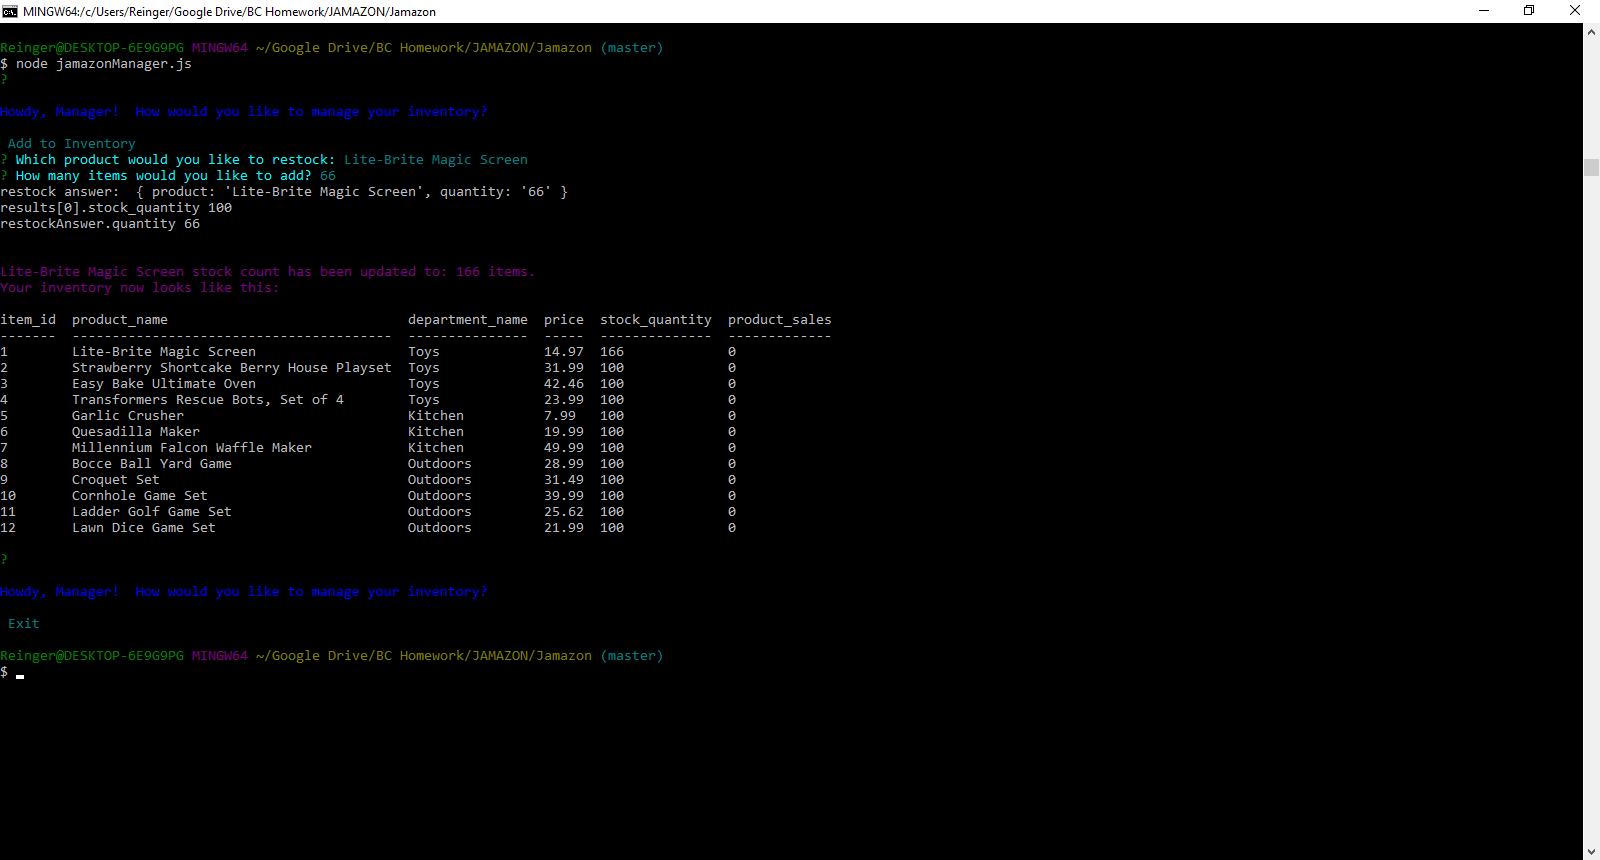 MINGW64:/c/Users/Reinger/Google Drive/BC Homework/JAMAZON/Jamazon
Reinger@DESKTOP-6E9G9PG MINGW64 ~/Google Drive/BC Homework/JAMAZON/Jamazon (master)
$ node jamazonManager.js
?
Howdy, Manager!  How would you like to manage your inventory?
Add to Inventory
? Which product would you like to restock: Lite-Brite Magic Screen
? How many items would you like to add? 66
restock answer:  { product: 'Lite-Brite Magic Screen', quantity: '66' }
results[0].stock_quantity 100
restockAnswer.quantity 66
Lite-Brite Magic Screen stock count has been updated to: 166 items.
Your inventory now looks like this:
item_id  product_name                              department_name  price  stock_quantity  product_sales
-------  ----------------------------------------  ---------------  -----  --------------  -------------
1        Lite-Brite Magic Screen                   Toys             14.97  166             0
2        Strawberry Shortcake Berry House Playset  Toys             31.99  100             0
3        Easy Bake Ultimate Oven                   Toys             42.46  100             0
4        Transformers Rescue Bots, Set of 4        Toys             23.99  100             0
5        Garlic Crusher                            Kitchen          7.99   100             0
6        Quesadilla Maker                          Kitchen          19.99  100             0
7        Millennium Falcon Waffle Maker            Kitchen          49.99  100             0
8        Bocce Ball Yard Game                      Outdoors         28.99  100             0
9        Croquet Set                               Outdoors         31.49  100             0
10       Cornhole Game Set                         Outdoors         39.99  100             0
11       Ladder Golf Game Set                      Outdoors         25.62  100             0
12       Lawn Dice Game Set                        Outdoors         21.99  100             0
?
Howdy, Manager!  How would you like to manage your inventory?
Exit
Reinger@DESKTOP-6E9G9PG MINGW64 ~/Google Drive/BC Homework/JAMAZON/Jamazon (master)
$